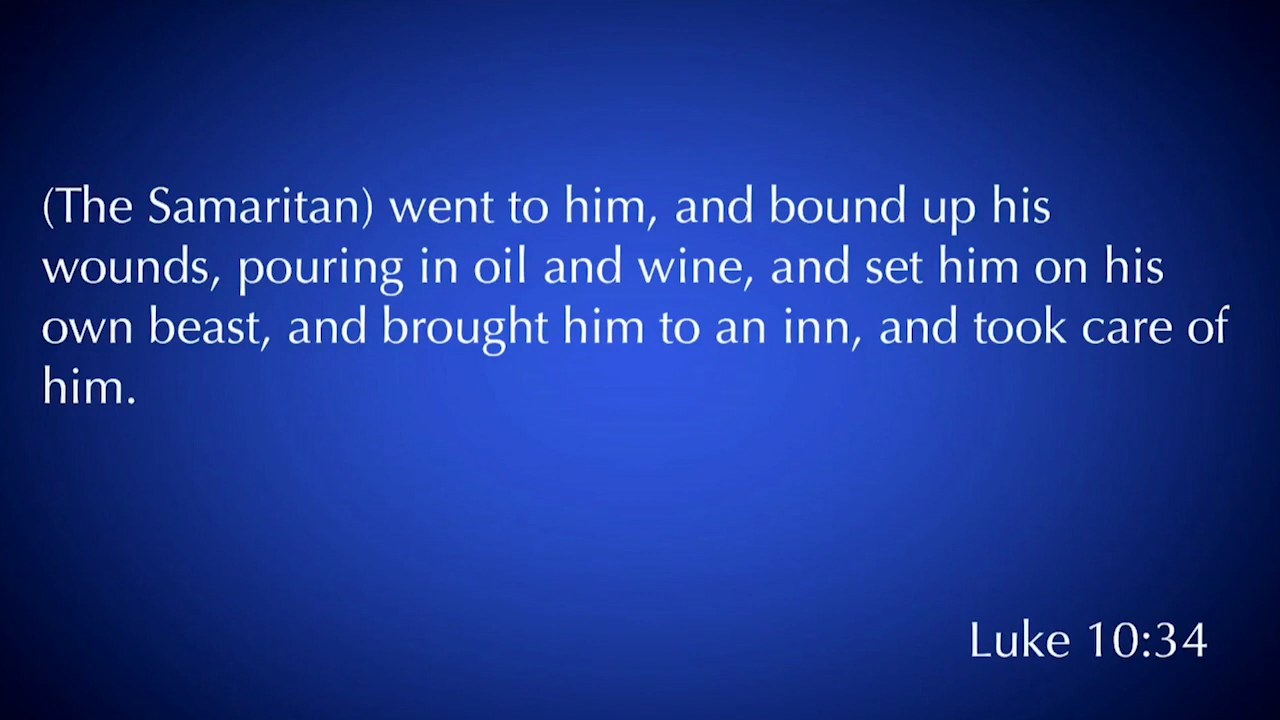 (The Samaritan) went to him, and bound up his
wounds, pouring in oil and wine, and set him on his
own beast, and brought him to an inn, and took care of
him.
Luke 10:34